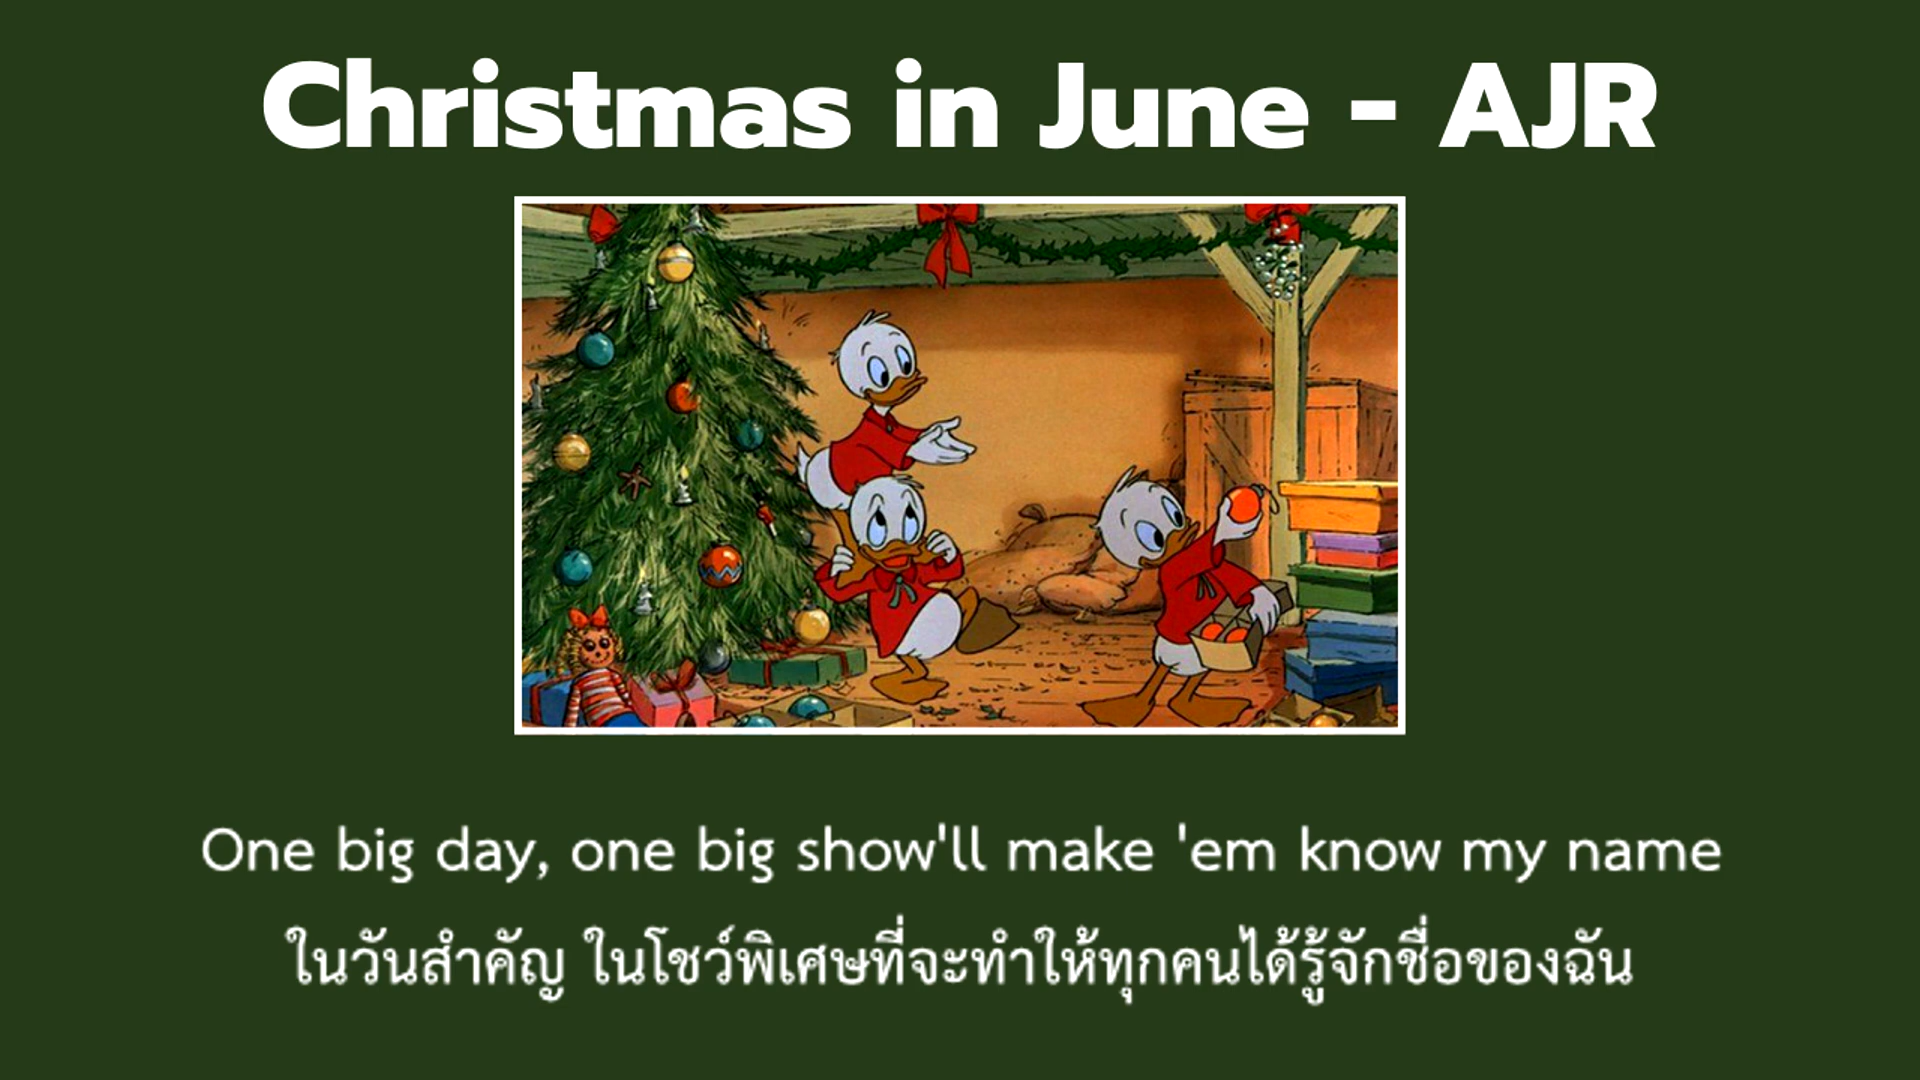 Christmas in June - AJR
One big day, one big show'll make 'em know my name
ในวันสำคัญ ในโชว์พิเศษที่จะทำให้ทุกคนได้รู้จักชื่อของฉัน